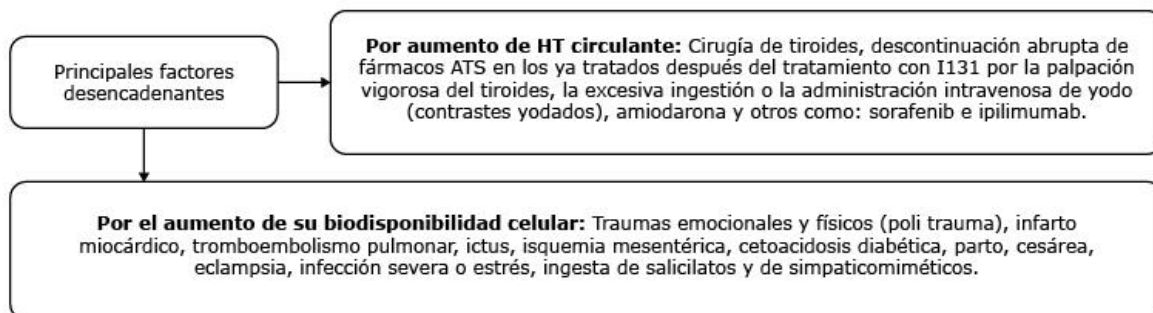 Principales factores
desencadenantes
Por aumento de HT circulante: Cirugía de tiroides, descontinuación abrupta de
fármacos ATS en los ya tratados después del tratamiento con I131 por la palpación
vigorosa del tiroides, la excesiva ingestión o la administración intravenosa de yodo
(contrastes yodados), amiodarona y otros como: sorafenib e ipilimumab.
Por el aumento de su biodisponibilidad celular: Traumas emocionales y físicos (poli trauma), infarto
miocárdico, tromboembolismo pulmonar, ictus, isquemia mesentérica, cetoacidosis diabética, parto, cesárea,
eclampsia, infección severa o estrés, ingesta de salicilatos y de simpaticomiméticos.